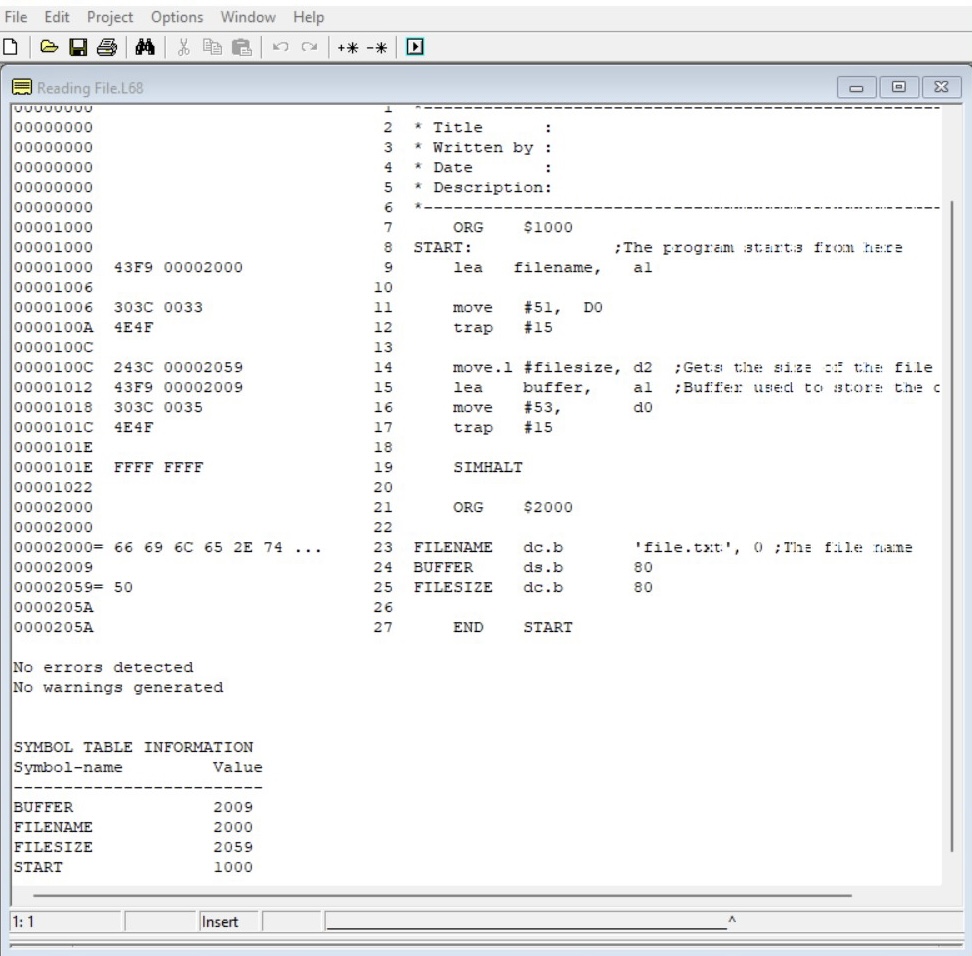 File Edit Project Options Window Help
Reading File.L68
00000000 1 *-----------------------------------------------------
00000000 2 * Title :
00000000 3 * Written by :
00000000 4 * Date :
00000000 5 * Description:
00000000 6 *-----------------------------------------------------
00001000 7 ORG $1000
00001000 8 START: ;The program starts from here
00001000 43F9 00002000 9 lea filename, a1
00001006 10
00001006 303C 0033 11 move #51, D0
0000100A 4E4F 12 trap #15
0000100C 13
0000100C 243C 00002059 14 move.l #filesize, d2 ;Gets the size of the file
00001012 43F9 00002009 15 lea buffer, a1 ;Buffer used to store the c
00001018 303C 0035 16 move #53, d0
0000101C 4E4F 17 trap #15
0000101E 18
0000101E FFFF FFFF 19 SIMHALT
00001022 20
00002000 21 ORG $2000
00002000 22
00002000= 66 69 6C 65 2E 74 ... 23 FILENAME dc.b 'file.txt', 0 ;The file name
00002009 24 BUFFER ds.b 80
00002059= 50 25 FILESIZE dc.b 80
0000205A 26
0000205A 27 END START
No errors detected
No warnings generated
SYMBOL TABLE INFORMATION
Symbol-name Value
-------------------------
BUFFER 2009
FILENAME 2000
FILESIZE 2059
START 1000
1: 1 Insert